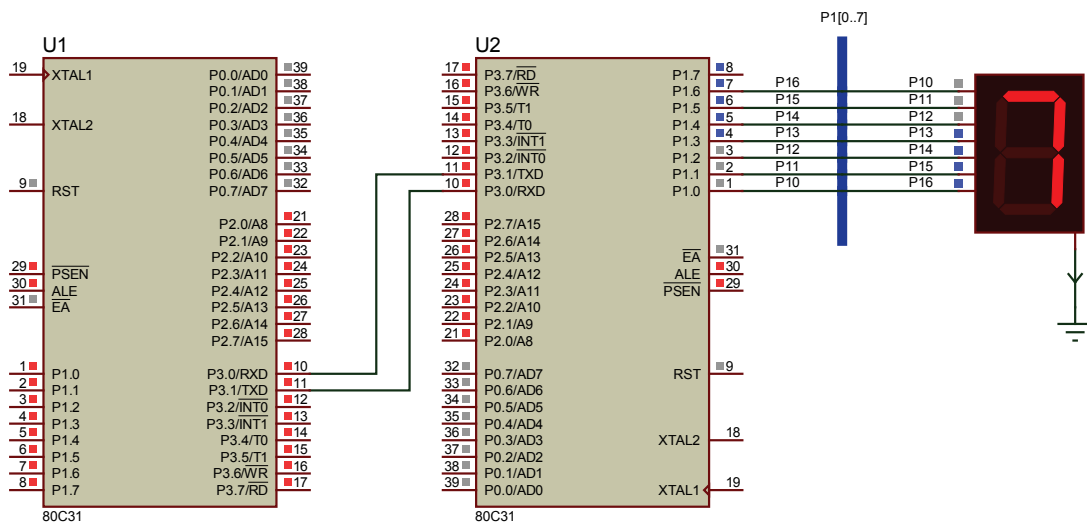 P1[0..7]
U1
19 XTAL1 P0.0/AD0 39
P0.1/AD1 38
P0.2/AD2 37
18 XTAL2 P0.3/AD3 36
P0.4/AD4 35
P0.5/AD5 34
P0.6/AD6 33
9 RST P0.7/AD7 32
P2.0/A8 21
P2.1/A9 22
P2.2/A10 23
29 PSEN P2.3/A11 24
30 ALE P2.4/A12 25
31 EA P2.5/A13 26
P2.6/A14 27
P2.7/A15 28
1 P1.0 P3.0/RXD 10
2 P1.1 P3.1/TXD 11
3 P1.2 P3.2/INT0 12
4 P1.3 P3.3/INT1 13
5 P1.4 P3.4/T0 14
6 P1.5 P3.5/T1 15
7 P1.6 P3.6/WR 16
8 P1.7 P3.7/RD 17
80C31
U2
17 P3.7/RD P1.7 8
16 P3.6/WR P1.6 7 P16 P10
15 P3.5/T1 P1.5 6 P15 P11
14 P3.4/T0 P1.4 5 P14 P12
13 P3.3/INT1 P1.3 4 P13 P13
12 P3.2/INT0 P1.2 3 P12 P14
11 P3.1/TXD P1.1 2 P11 P15
10 P3.0/RXD P1.0 1 P10 P16
28 P2.7/A15
27 P2.6/A14
26 P2.5/A13 EA 31
25 P2.4/A12 ALE 30
24 P2.3/A11 PSEN 29
23 P2.2/A10
22 P2.1/A9
21 P2.0/A8
32 P0.7/AD7 RST 9
33 P0.6/AD6
34 P0.5/AD5
35 P0.4/AD4
36 P0.3/AD3 XTAL2 18
37 P0.2/AD2
38 P0.1/AD1
39 P0.0/AD0 XTAL1 19
80C31
7